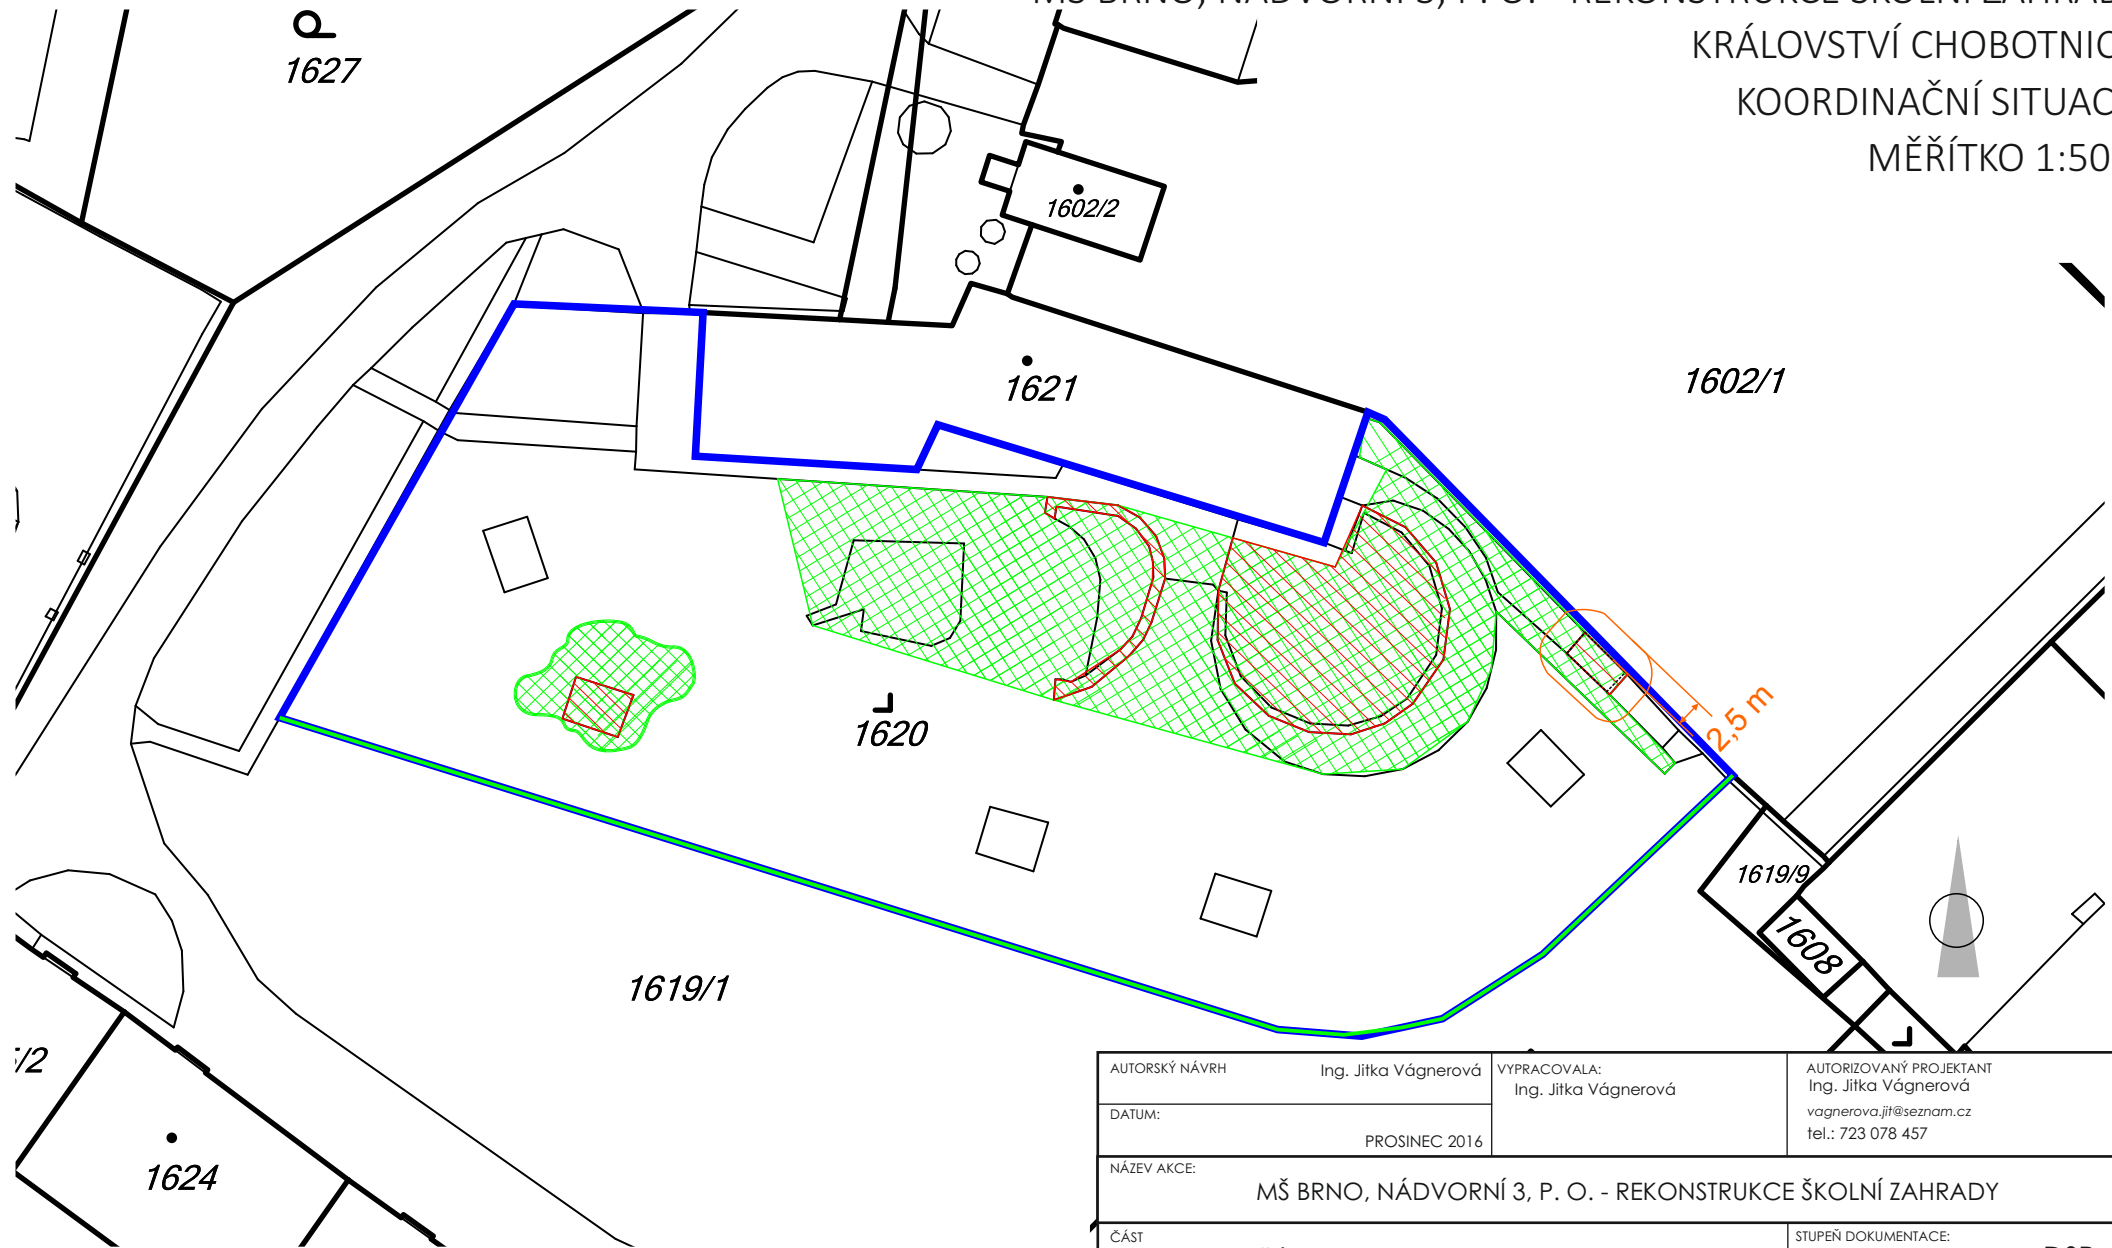 KRÁLOVSTVÍ CHOBOTNIC
KOORDINAČNÍ SITUAC
MĚŘÍTKO 1:50
1627
1602/2
1621
1602/1
1620
2,5 m
1619/9
1608
1619/1
/2
1624
AUTORSKÝ NÁVRH
Ing. Jitka Vágnerová
VYPRACOVALA:
Ing. Jitka Vágnerová
AUTORIZOVANÝ PROJEKTANT
Ing. Jitka Vágnerová
vagnerova.jit@seznam.cz
tel.: 723 078 457
DATUM:
PROSINEC 2016
NÁZEV AKCE:
MŠ BRNO, NÁDVORNÍ 3, P. O. - REKONSTRUKCE ŠKOLNÍ ZAHRADY
ČÁST
STUPEŇ DOKUMENTACE: